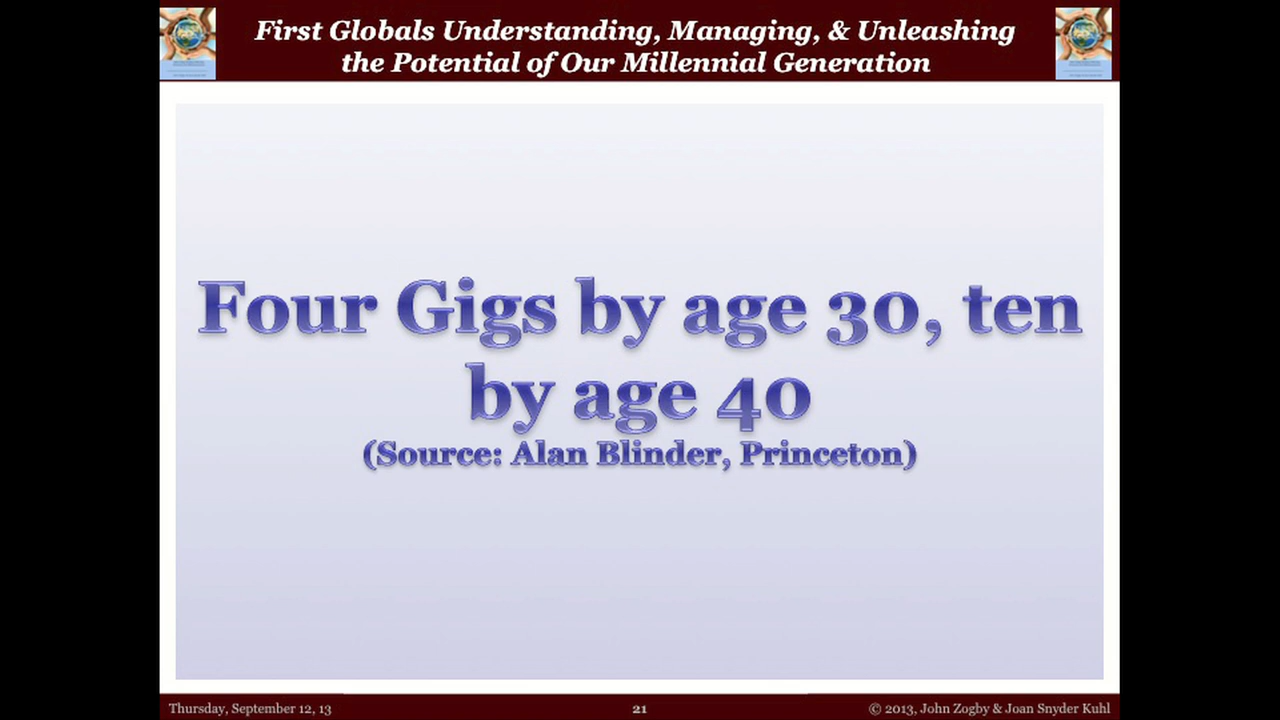 First Globals Understanding, Managing, & Unleashing
the Potential of Our Millennial Generation
Four Gigs by age 30, ten
by age 40
(Source: Alan Blinder, Princeton)
Thursday, September 12, 13
21
© 2013, John Zogby & Joan Snyder Kuhl